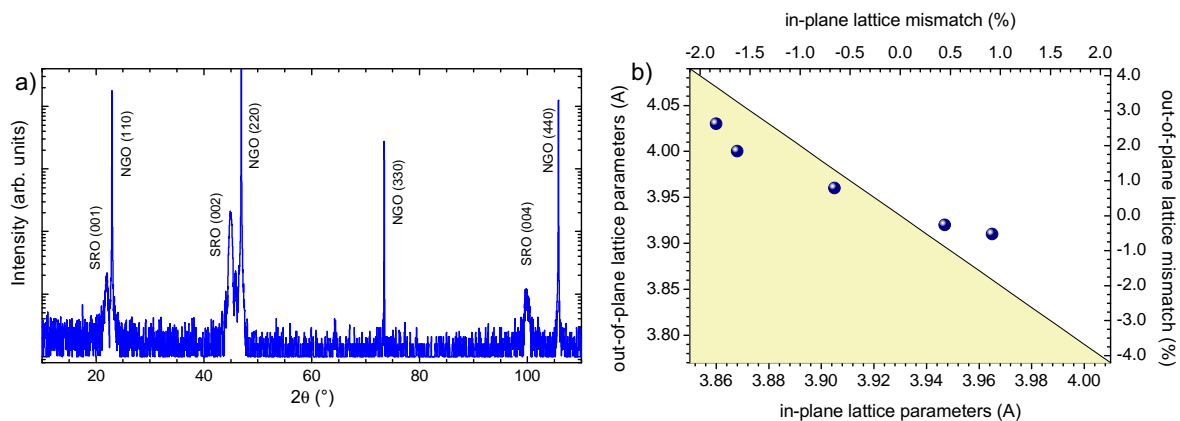 a)
Intensity (arb. units)
SRO (001)
NGO (110)
SRO (002)
NGO (220)
NGO (330)
SRO (004)
NGO (440)
20 40 60 80 100
2θ (°)
b)
in-plane lattice mismatch (%)
-2.0 -1.5 -1.0 -0.5 0.0 0.5 1.0 1.5 2.0
out-of-plane lattice parameters (A)
4.05
4.00
3.95
3.90
3.85
3.80
4.0
3.0
2.0
1.0
0.0
-1.0
-2.0
-3.0
-4.0
out-of-plane lattice mismatch (%)
3.86 3.88 3.90 3.92 3.94 3.96 3.98 4.00
in-plane lattice parameters (A)